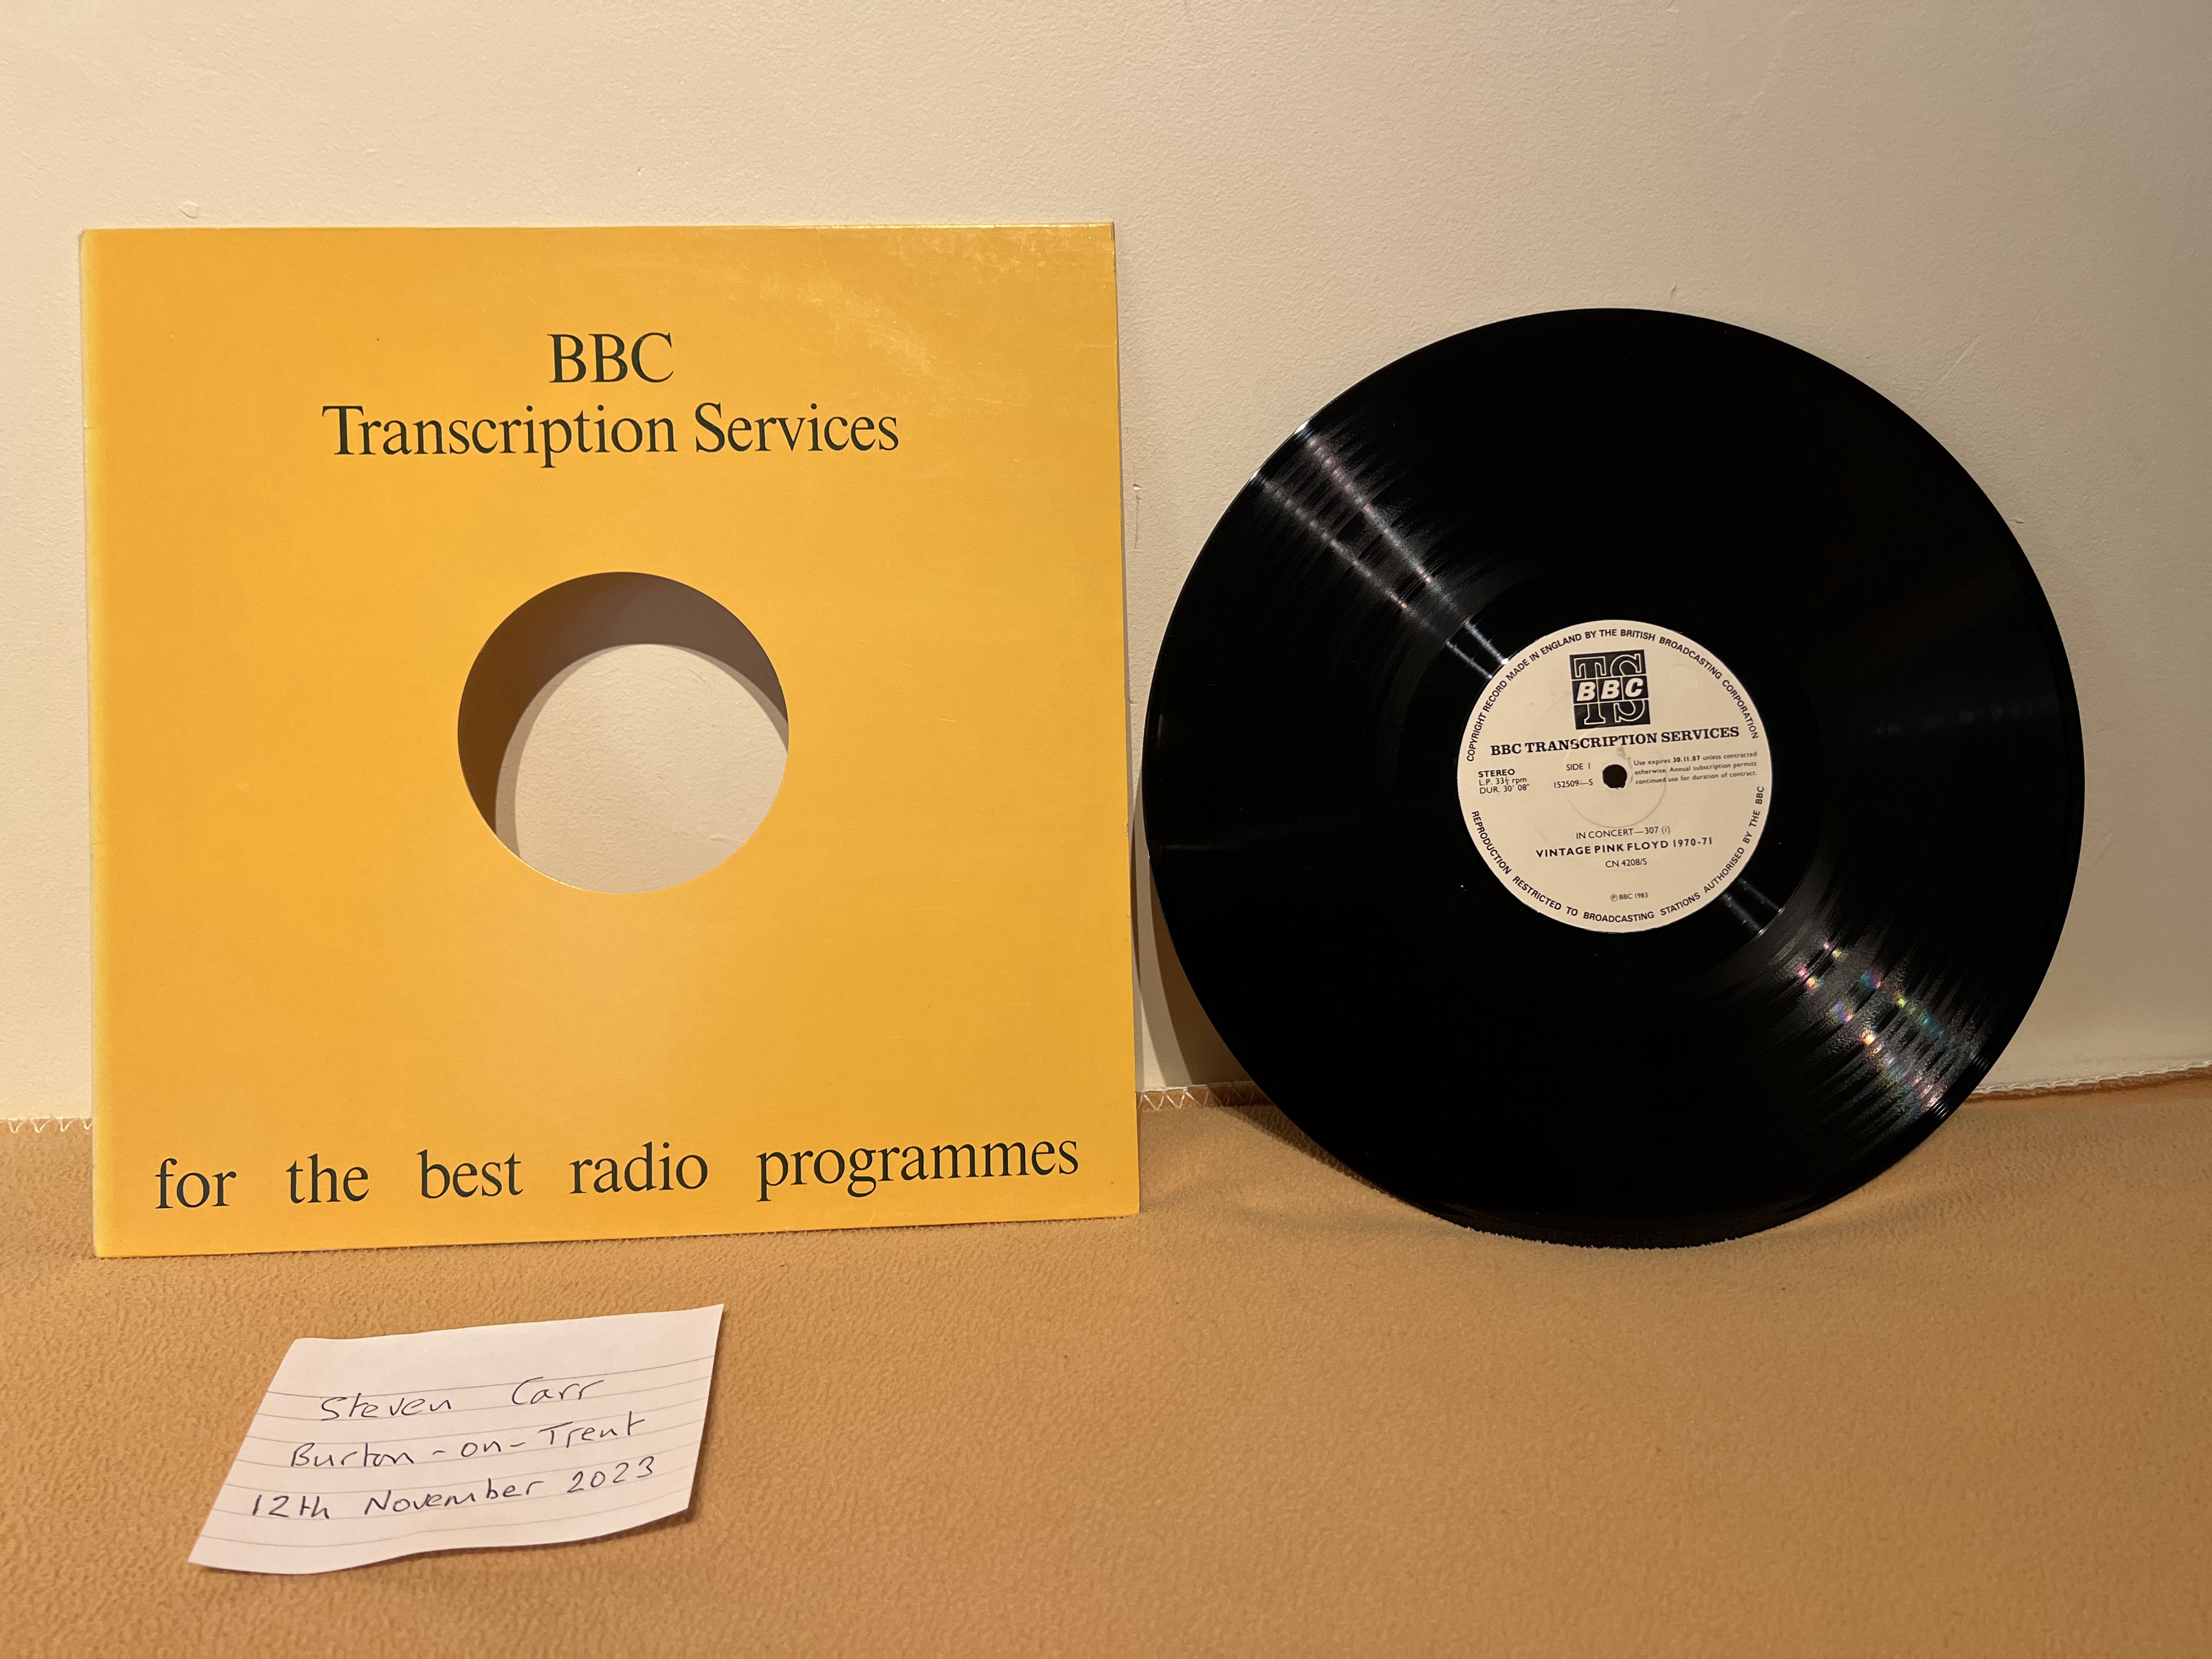 BBC
Transcription Services
for the best radio programmes
COPYRIGHT RECORD MADE IN ENGLAND BY THE BRITISH BROADCASTING CORPORATION
TS
BBC
BBC TRANSCRIPTION SERVICES
STEREO
L.P. 33⅓ rpm
DUR. 30' 08"
SIDE 1
152509—S
Use expires 30.11.87 unless contracted
otherwise. Annual subscription permits
continued use for duration of contract.
IN CONCERT—307 (i)
VINTAGE PINK FLOYD 1970-71
CN 4208/S
℗ BBC 1983
REPRODUCTION RESTRICTED TO BROADCASTING STATIONS AUTHORISED BY THE BBC
Steven Carr
Burton-on-Trent
12th November 2023